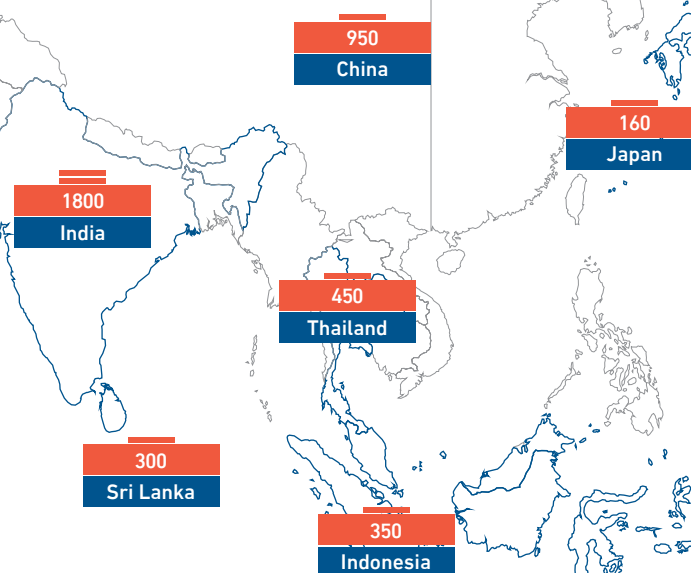 950
China
160
Japan
1800
India
450
Thailand
300
Sri Lanka
350
Indonesia